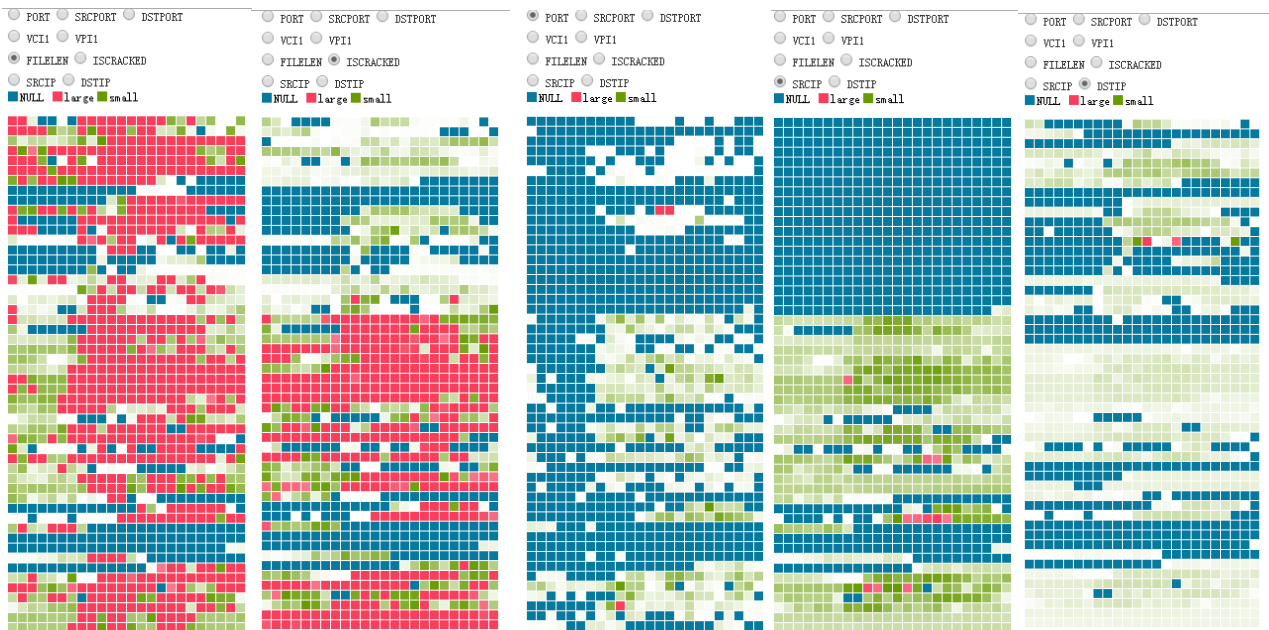 PORT SRCPORT DSTPORT
VCI1 VPI1
FILELEN ISCRACKED
SRCIP DSTIP
NULL large small
PORT SRCPORT DSTPORT
VCI1 VPI1
FILELEN ISCRACKED
SRCIP DSTIP
NULL large small
PORT SRCPORT DSTPORT
VCI1 VPI1
FILELEN ISCRACKED
SRCIP DSTIP
NULL large small
PORT SRCPORT DSTPORT
VCI1 VPI1
FILELEN ISCRACKED
SRCIP DSTIP
NULL large small
PORT SRCPORT DSTPORT
VCI1 VPI1
FILELEN ISCRACKED
SRCIP DSTIP
NULL large small